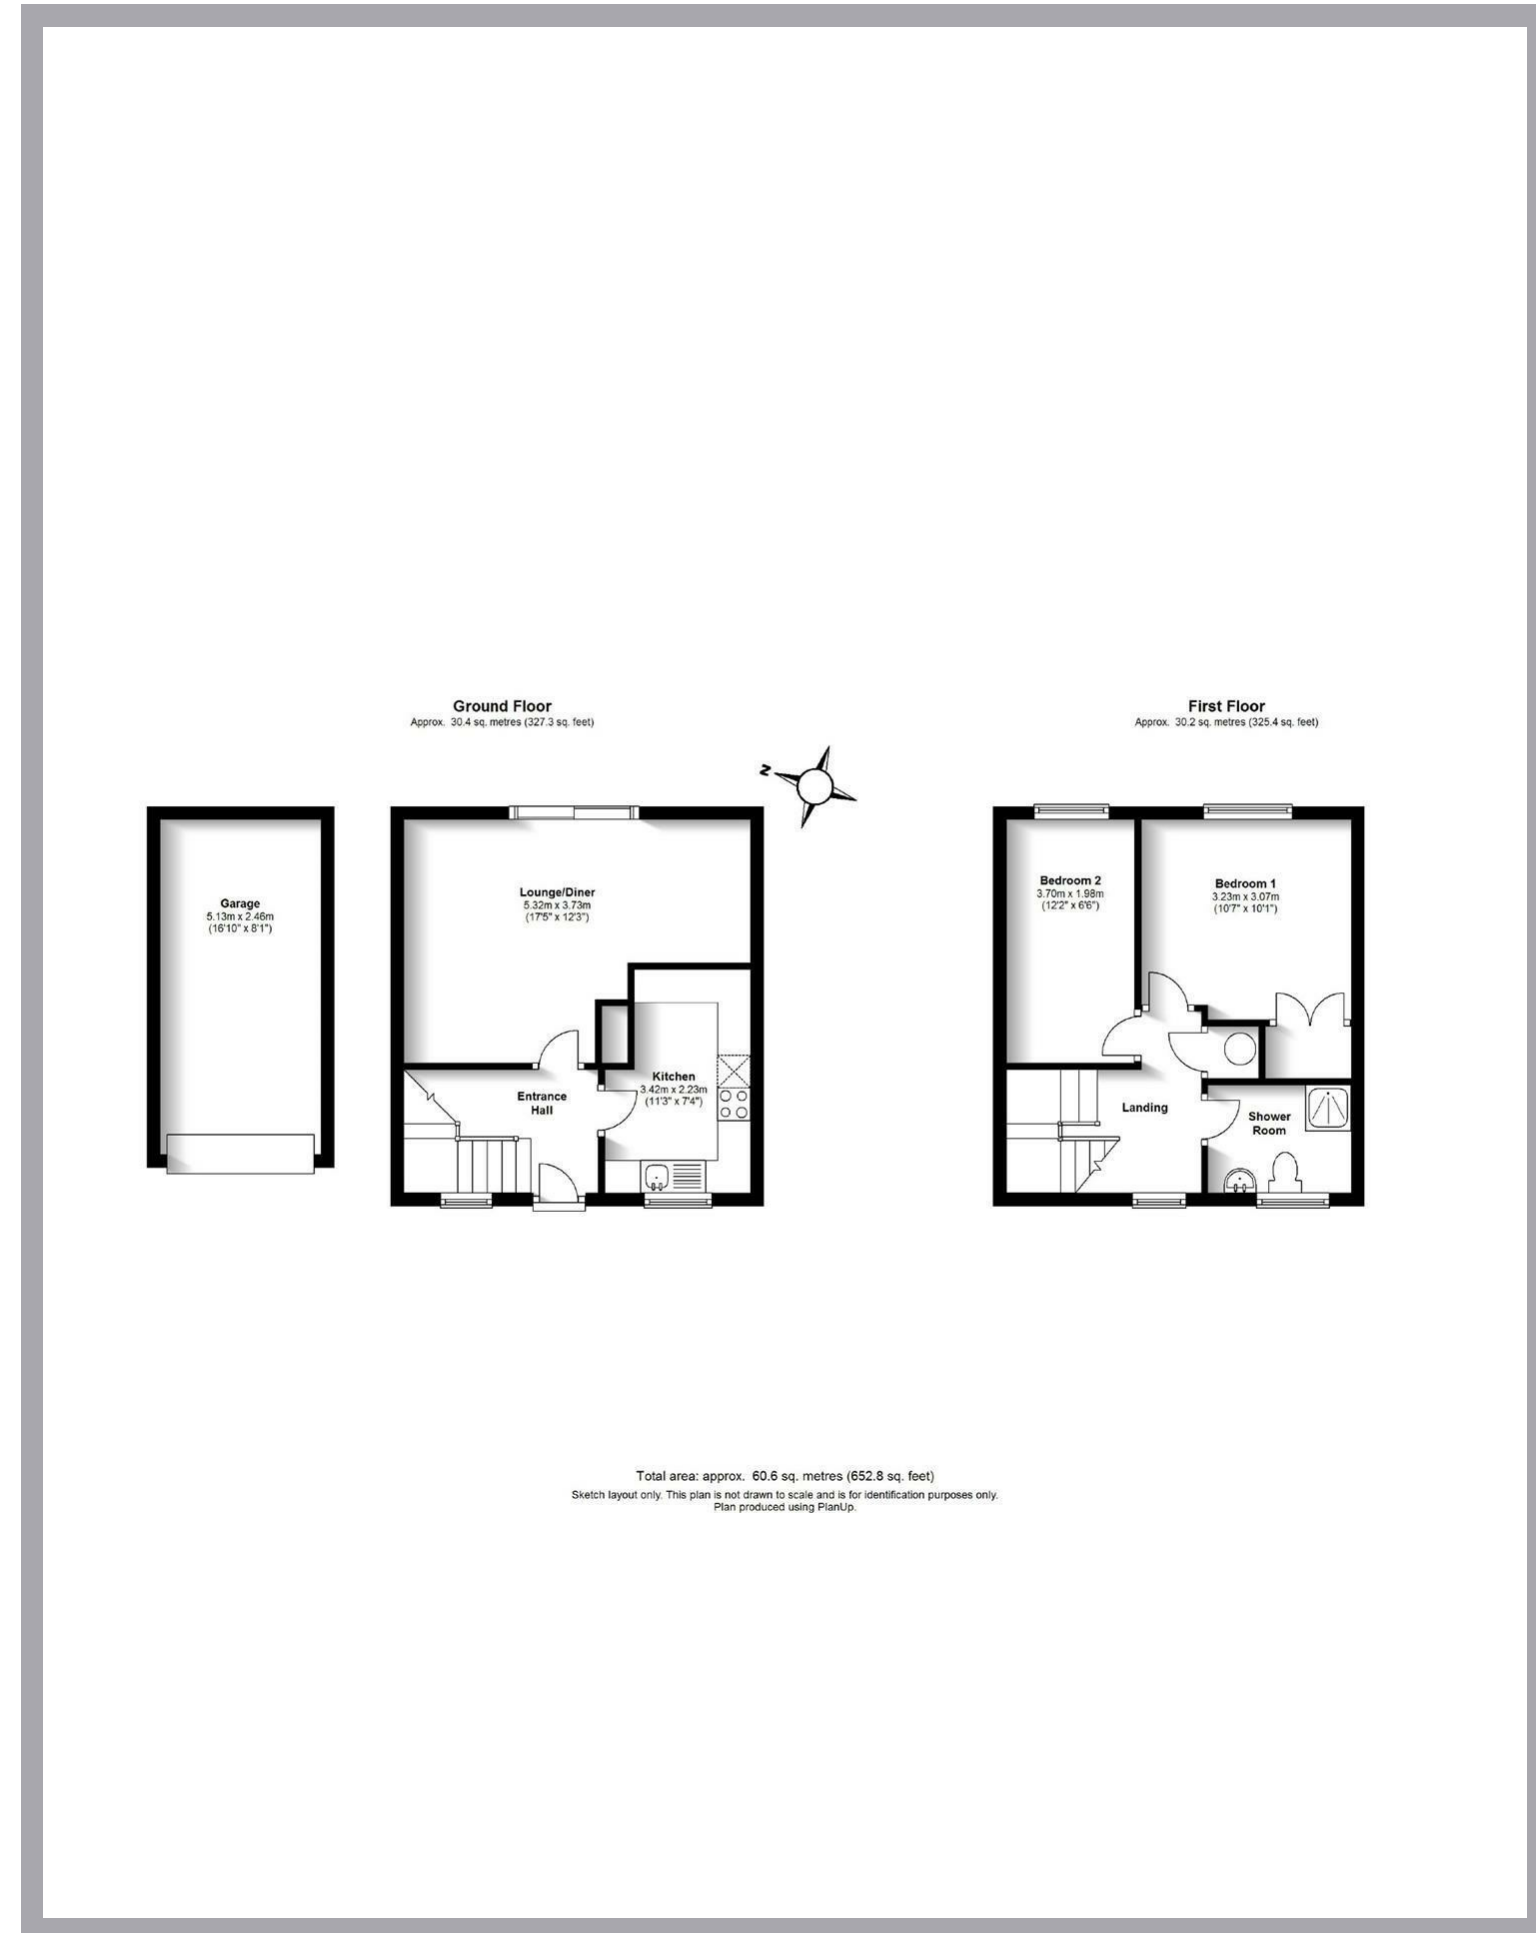 Ground Floor
Approx. 30.4 sq. metres (327.3 sq. feet)
First Floor
Approx. 30.2 sq. metres (325.4 sq. feet)
N
Garage
5.13m x 2.46m
(16'10" x 8'1")
Lounge/Diner
5.32m x 3.73m
(17'5" x 12'3")
Kitchen
3.42m x 2.23m
(11'3" x 7'4")
Entrance
Hall
Bedroom 2
3.70m x 1.98m
(12'2" x 6'6")
Bedroom 1
3.23m x 3.07m
(10'7" x 10'1")
Landing
Shower
Room
Total area: approx. 60.6 sq. metres (652.8 sq. feet)
Sketch layout only. This plan is not drawn to scale and is for identification purposes only.
Plan produced using PlanUp.